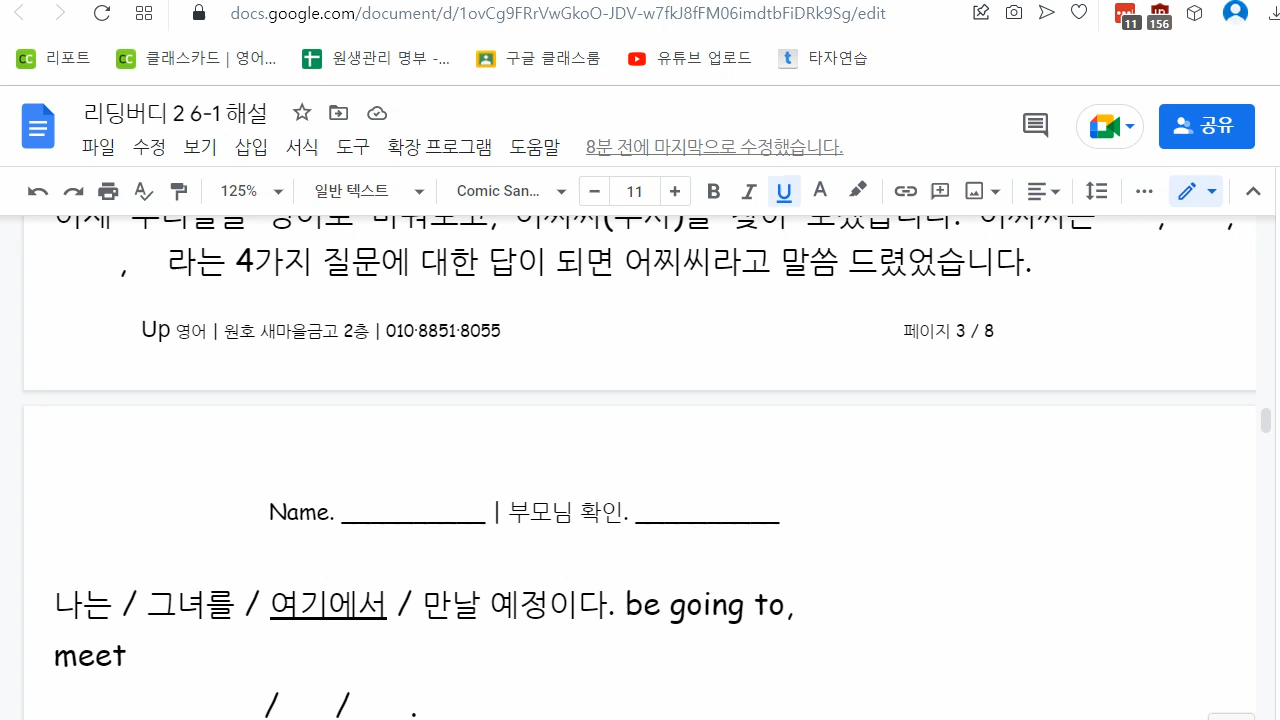 docs.google.com/document/d/1ovCg9FRrVwGkoO-JDV-w7fkJ8fFM06imdtbFiDRk9Sg/edit
11
156
리포트
클래스카드 | 영어...
원생관리 명부 -...
구글 클래스룸
유튜브 업로드
타자연습
리딩버디 2 6-1 해설
공유
파일 수정 보기 삽입 서식 도구 확장 프로그램 도움말 8분 전에 마지막으로 수정했습니다.
125% 일반 텍스트 Comic San... 11
, 라는 4가지 질문에 대한 답이 되면 어찌씨라고 말씀 드렸었습니다.
Up 영어 | 원호 새마을금고 2층 | 010·8851·8055 페이지 3 / 8
Name. ___________ | 부모님 확인. ___________
나는 / 그녀를 / 여기에서 / 만날 예정이다. be going to,
meet
/ / .